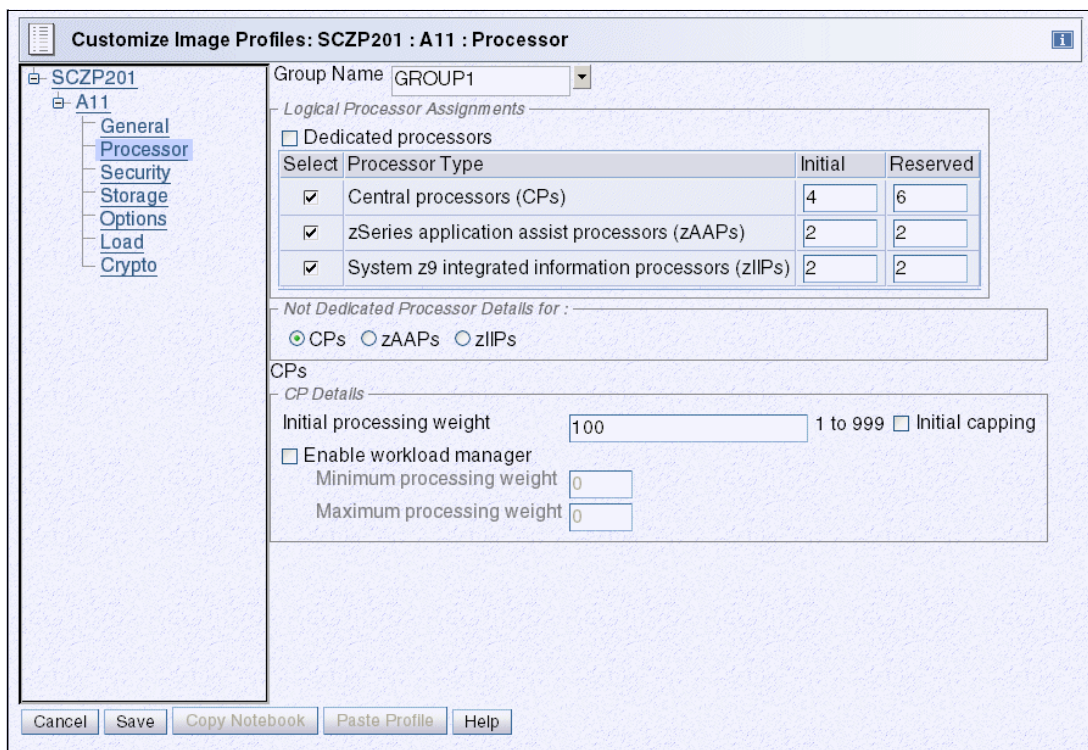 Customize Image Profiles: SCZP201 : A11 : Processor
i
SCZP201
A11
General
Processor
Security
Storage
Options
Load
Crypto
Group Name GROUP1
Logical Processor Assignments
Dedicated processors
Select Processor Type Initial Reserved
Central processors (CPs) 4 6
zSeries application assist processors (zAAPs) 2 2
System z9 integrated information processors (zIIPs) 2 2
Not Dedicated Processor Details for :
CPs zAAPs zIIPs
CPs
CP Details
Initial processing weight 100 1 to 999 Initial capping
Enable workload manager
Minimum processing weight 0
Maximum processing weight 0
Cancel Save Copy Notebook Paste Profile Help